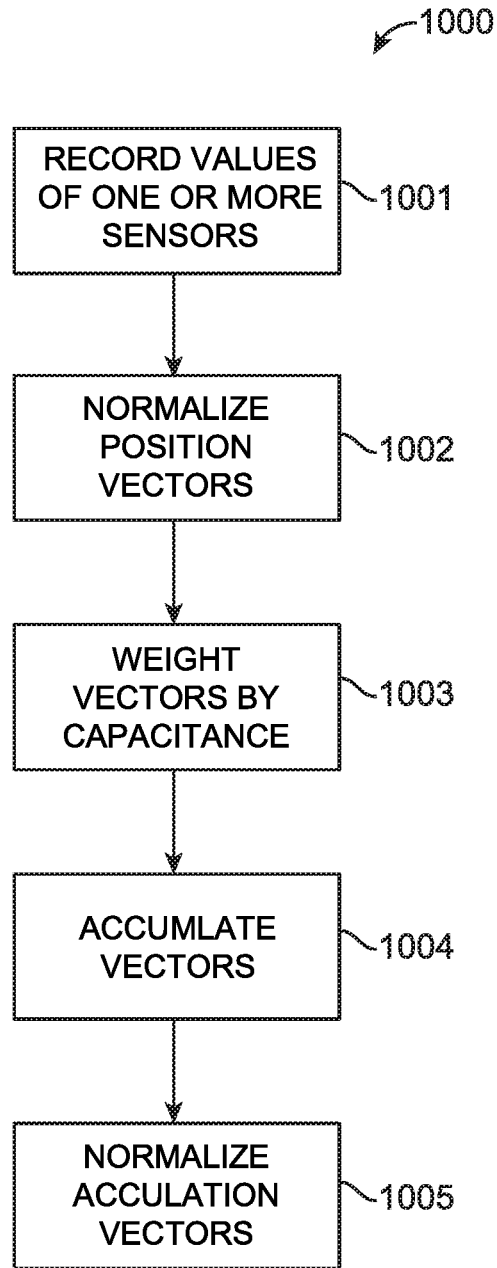 1000
RECORD VALUES
OF ONE OR MORE
SENSORS
1001
NORMALIZE
POSITION
VECTORS
1002
WEIGHT
VECTORS BY
CAPACITANCE
1003
ACCUMLATE
VECTORS
1004
NORMALIZE
ACCULATION
VECTORS
1005